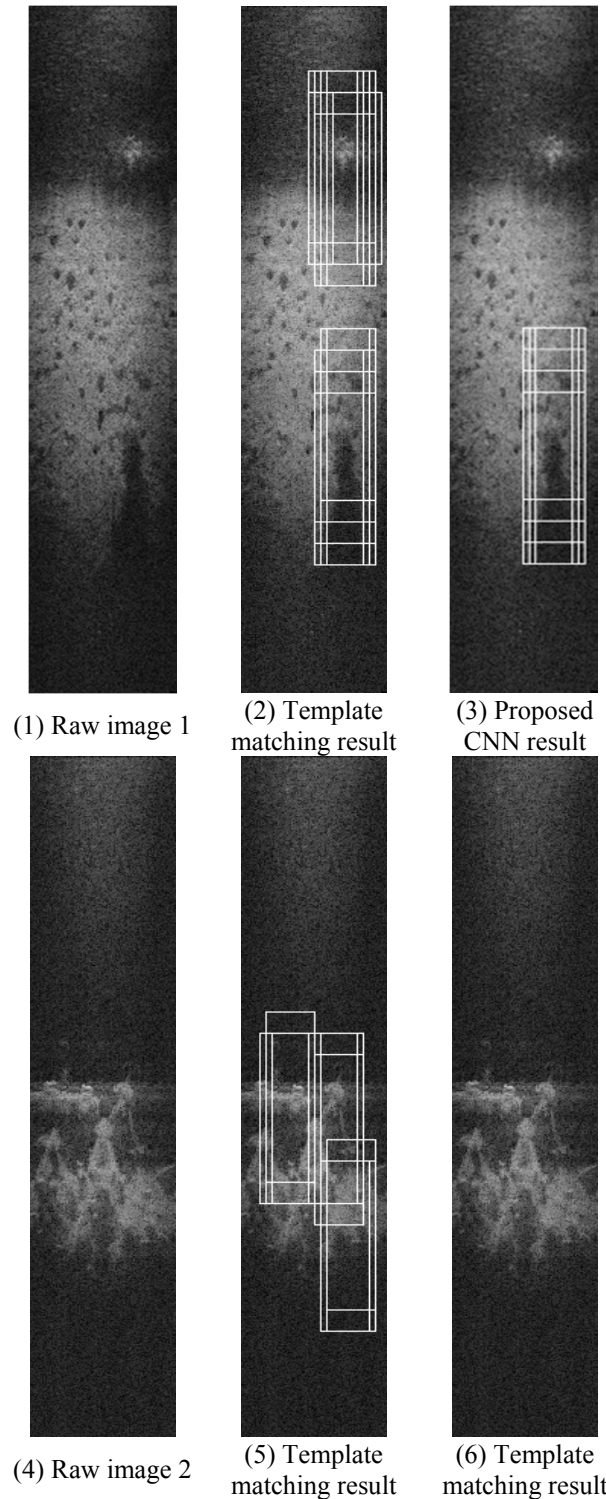 (1) Raw image 1
(2) Template
matching result
(3) Proposed
CNN result
(4) Raw image 2
(5) Template
matching result
(6) Template
matching result